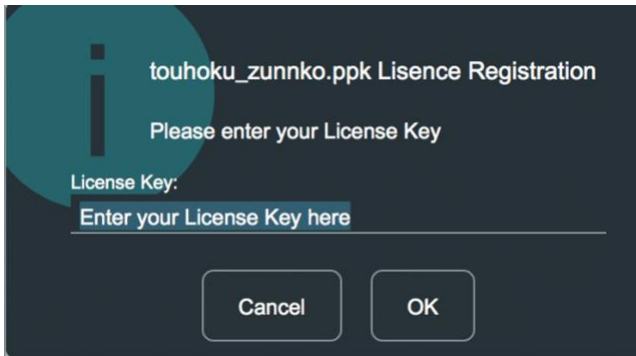 touhoku_zunnko.ppk Lisence Registration
Please enter your License Key
License Key:
Enter your License Key here
Cancel OK